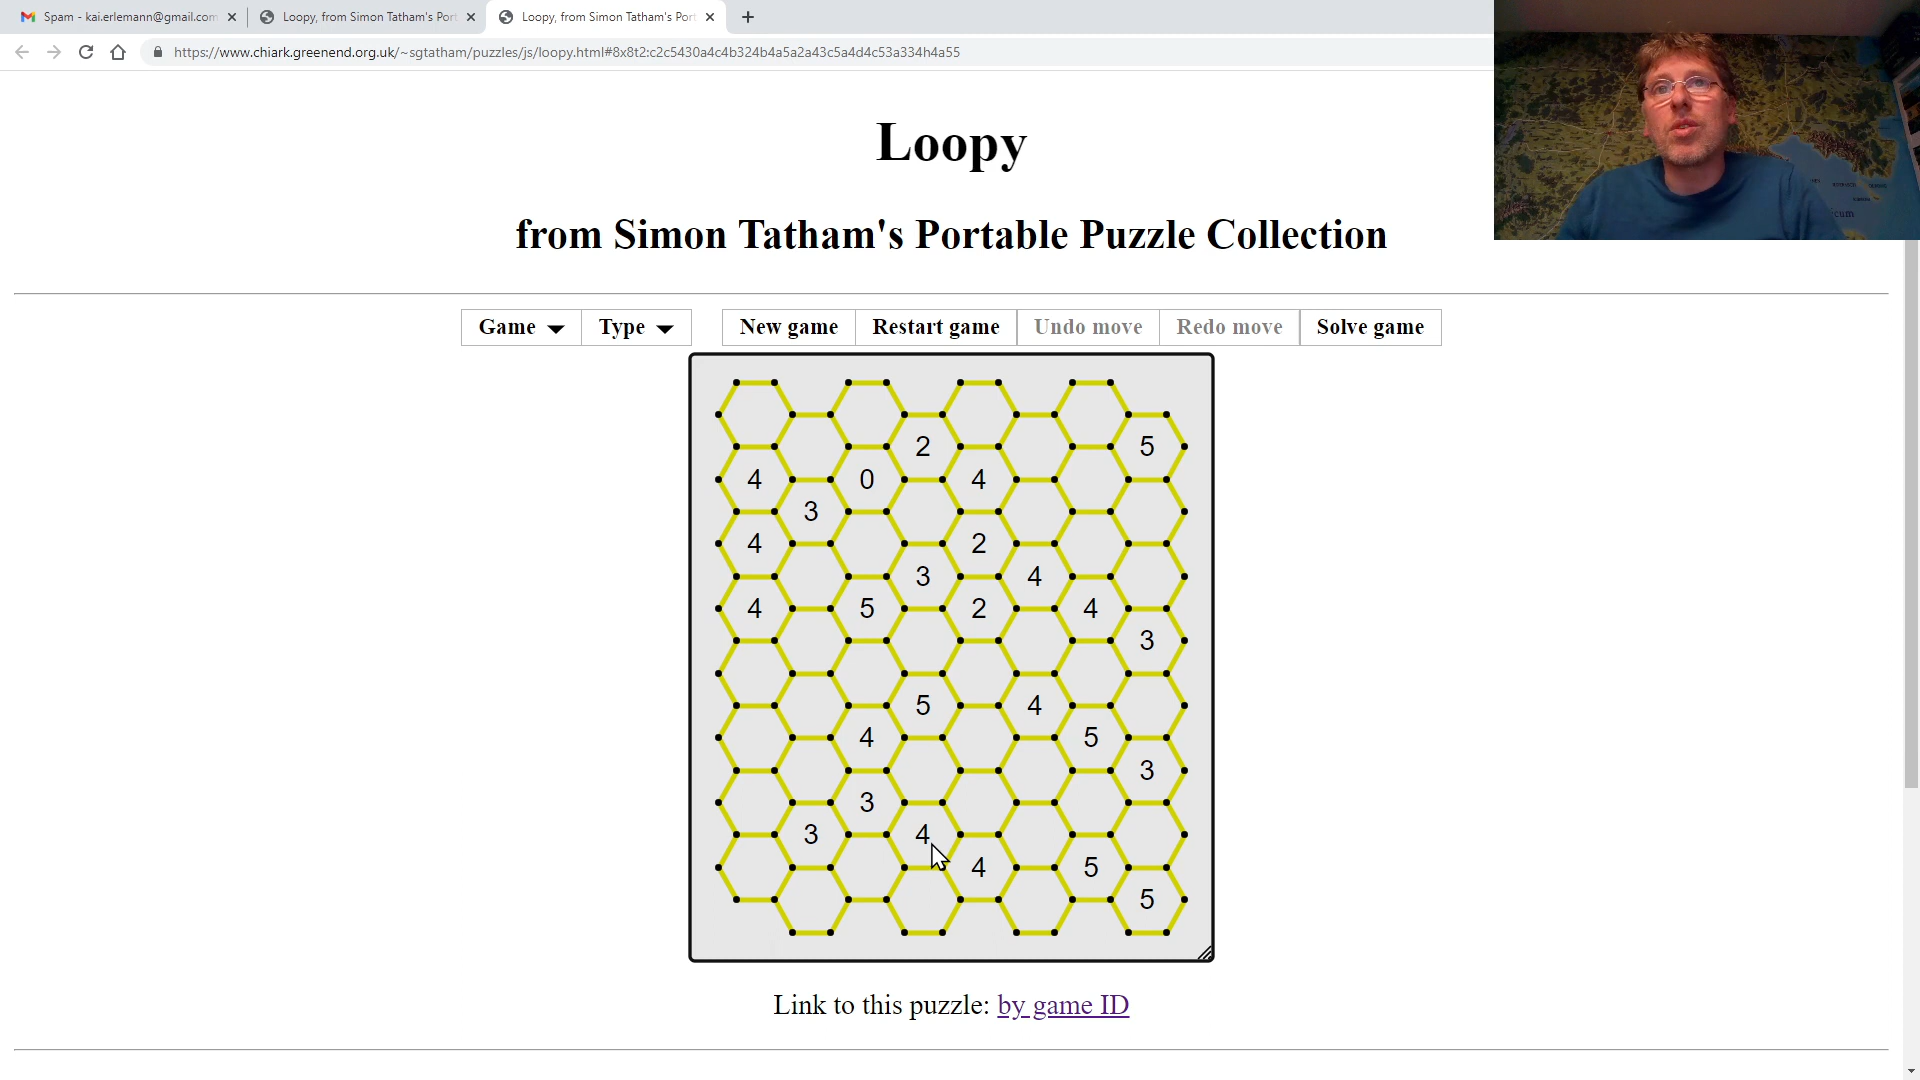 Spam - kai.erlemann@gmail.com
Loopy, from Simon Tatham's Port
Loopy, from Simon Tatham's Port
https://www.chiark.greenend.org.uk/~sgtatham/puzzles/js/loopy.html#8x8t2:c2c5430a4c4b324b4a5a2a43c5a4d4c53a334h4a55
Loopy
from Simon Tatham's Portable Puzzle Collection
Game Type New game Restart game Undo move Redo move Solve game
2 5
4 0 4
3
4 2
3 4
4 5 2 4
3
5 4
4 5
3
3
3 4
4 5
5
Link to this puzzle: by game ID